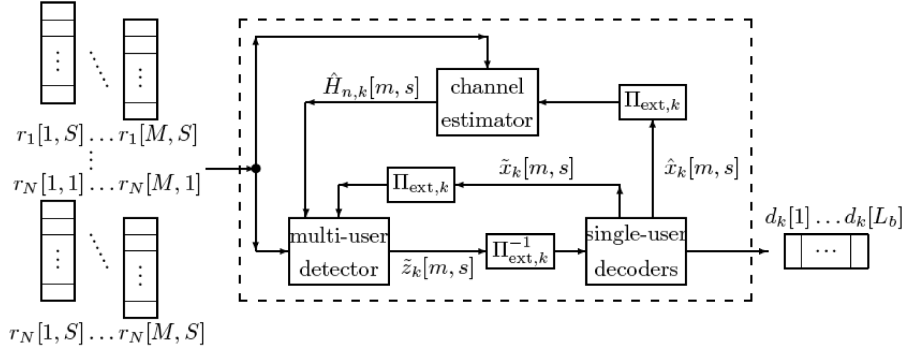 r_1[1, S] ... r_1[M, S]
r_N[1, 1] ... r_N[M, 1]
r_N[1, S] ... r_N[M, S]
Ĥ_{n,k}[m, s]
channel
estimator
Π_{ext,k}
x̃_k[m, s]
x̂_k[m, s]
Π_{ext,k}
multi-user
detector
z̃_k[m, s]
Π^{-1}_{ext,k}
single-user
decoders
d_k[1] ... d_k[L_b]